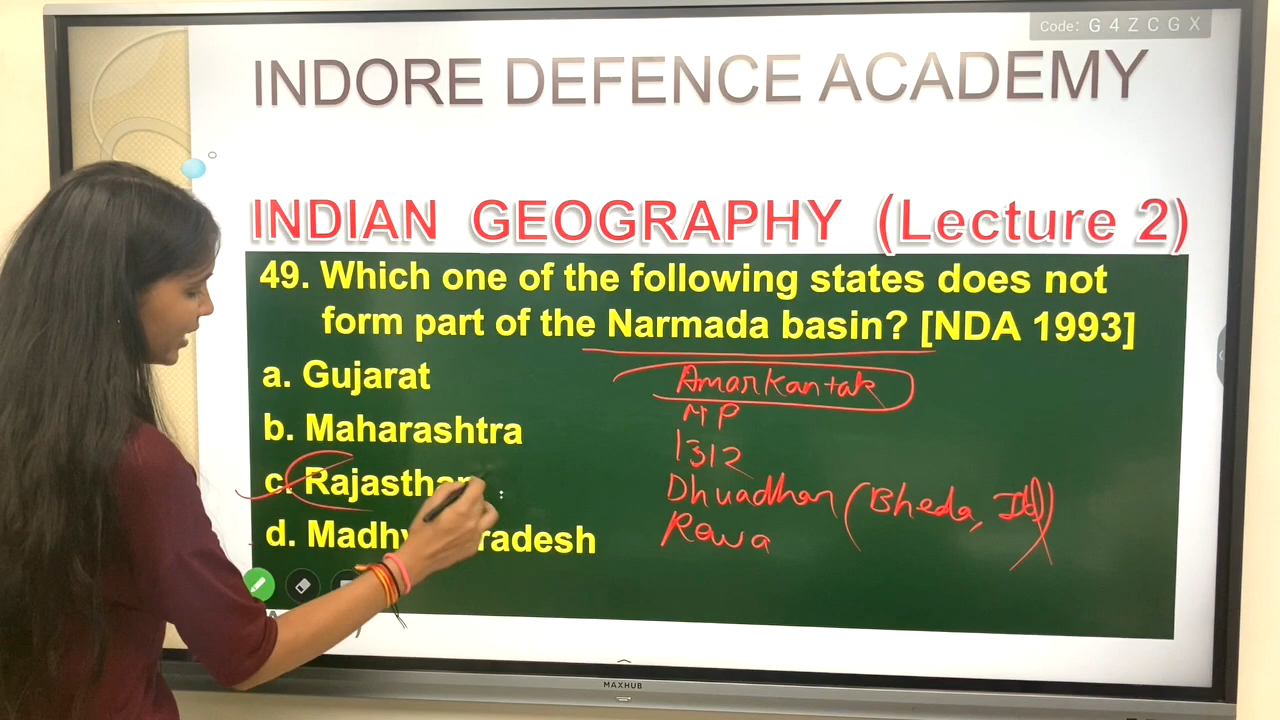 Code: G4ZCGX
INDORE DEFENCE ACADEMY
INDIAN GEOGRAPHY (Lecture 2)
49. Which one of the following states does not
form part of the Narmada basin? [NDA 1993]
a. Gujarat
b. Maharashtra
c. Rajasthan
d. Madhya Pradesh
Amarkantak
MP
1312
Dhuadhar (Bheda,
Rewa
MAXHUB